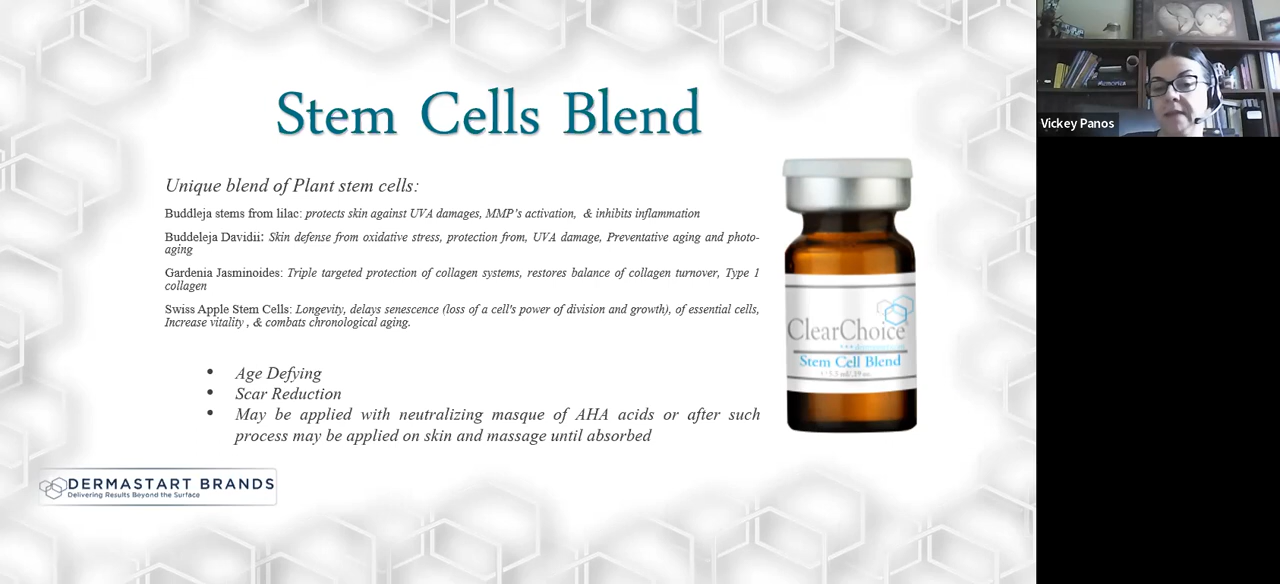 Stem Cells Blend
Unique blend of Plant stem cells:
Buddleja stems from lilac: protects skin against UVA damages, MMP's activation, & inhibits inflammation
Buddeleja Davidii: Skin defense from oxidative stress, protection from, UVA damage, Preventative aging and photo-
aging
Gardenia Jasminoides: Triple targeted protection of collagen systems, restores balance of collagen turnover, Type 1
collagen
Swiss Apple Stem Cells: Longevity, delays senescence (loss of a cell's power of division and growth), of essential cells,
Increase vitality , & combats chronological aging.
• Age Defying
• Scar Reduction
• May be applied with neutralizing masque of AHA acids or after such
process may be applied on skin and massage until absorbed
ClearChoice
Stem Cell Blend
DERMASTART BRANDS
Delivering Results Beyond the Surface
Vickey Panos